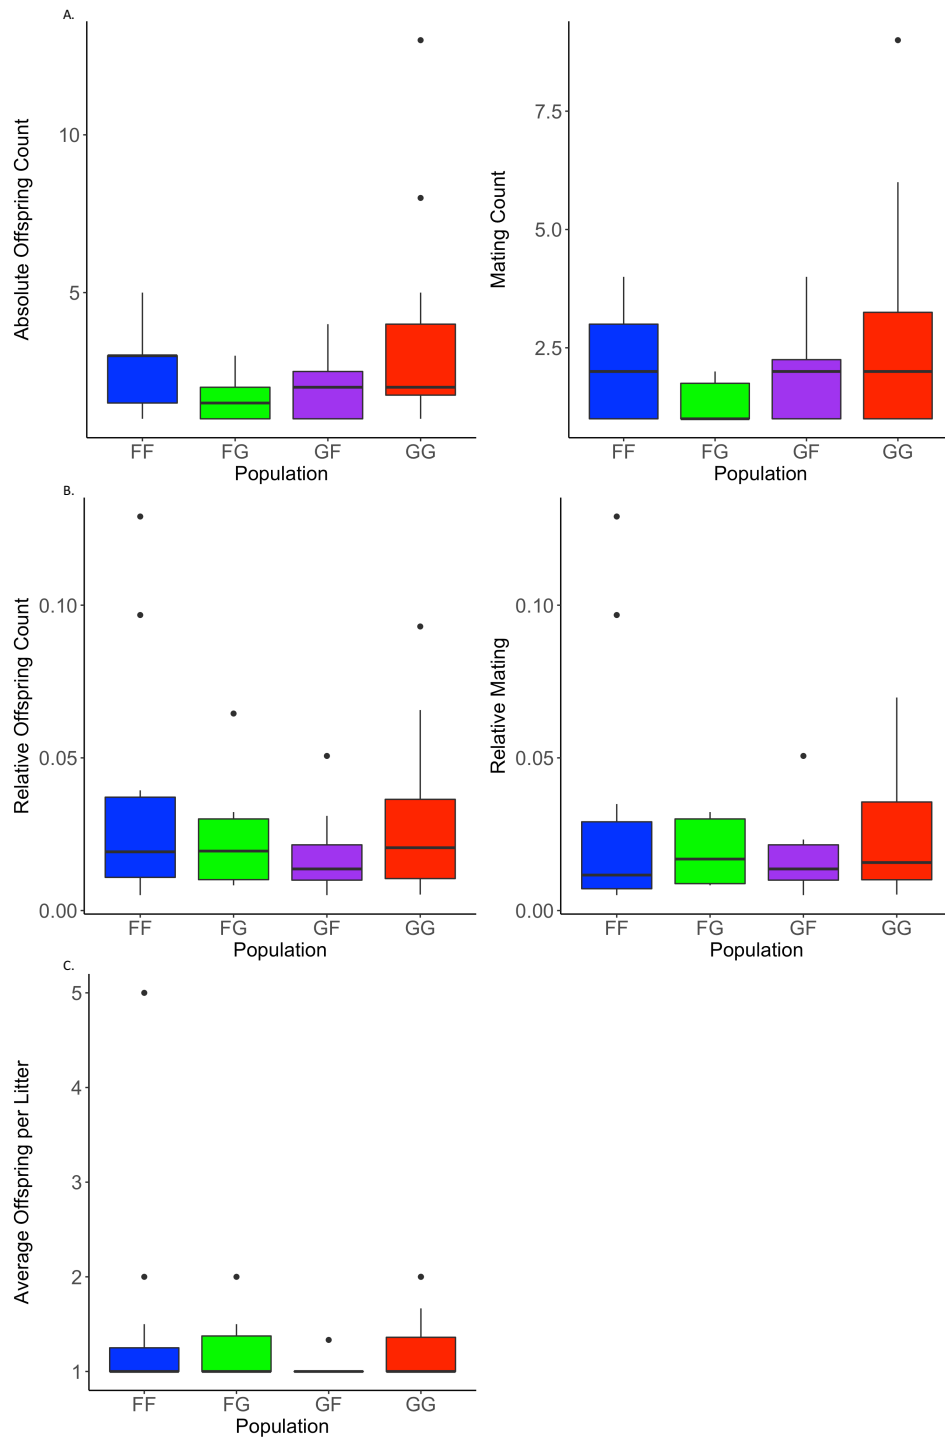 A.
Absolute Offspring Count
10
5
FF FG GF GG
Population
Mating Count
7.5
5.0
2.5
FF FG GF GG
Population
B.
Relative Offspring Count
0.10
0.05
0.00
FF FG GF GG
Population
Relative Mating
0.10
0.05
0.00
FF FG GF GG
Population
C.
Average Offspring per Litter
5
4
3
2
1
FF FG GF GG
Population